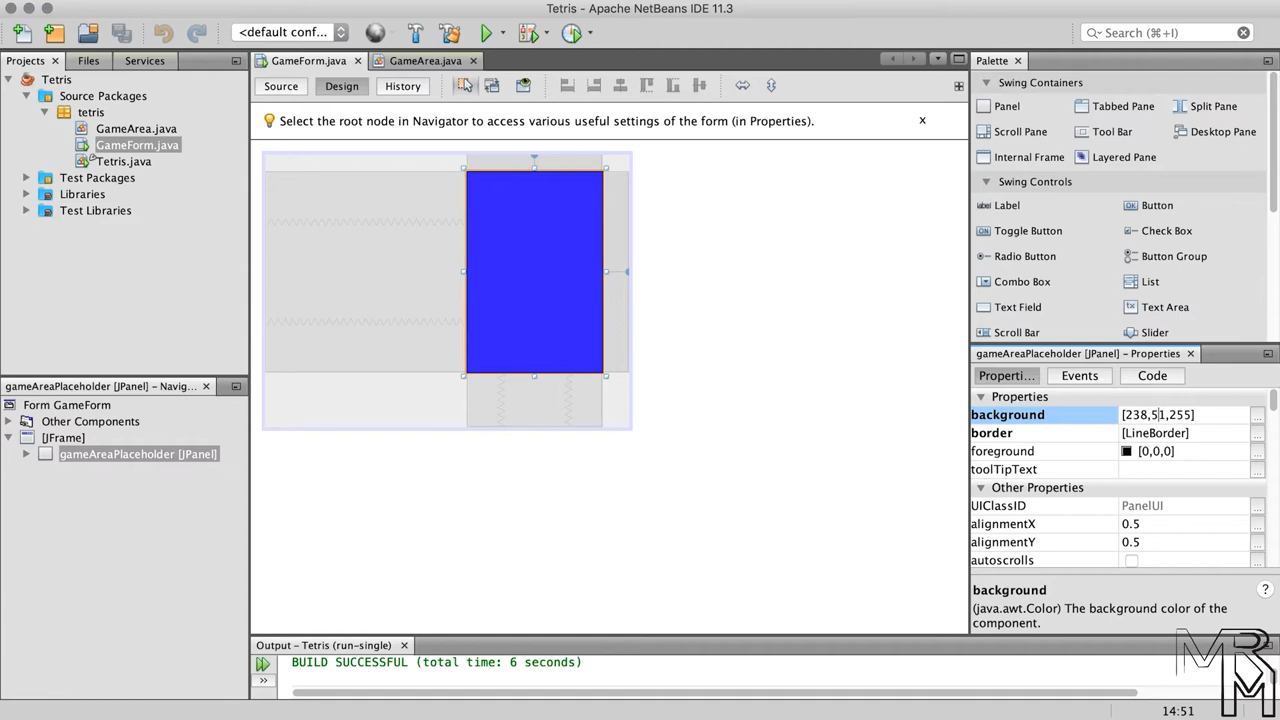 Tetris - Apache NetBeans IDE 11.3
<default conf...
Search (⌘+I)
Projects
Files
Services
Tetris
Source Packages
tetris
GameArea.java
GameForm.java
Tetris.java
Test Packages
Libraries
Test Libraries
GameForm.java
GameArea.java
Source
Design
History
Select the root node in Navigator to access various useful settings of the form (in Properties).
x
Palette
Swing Containers
Panel
Tabbed Pane
Split Pane
Scroll Pane
Tool Bar
Desktop Pane
Internal Frame
Layered Pane
Swing Controls
Label
Button
Toggle Button
Check Box
Radio Button
Button Group
Combo Box
List
Text Field
Text Area
Scroll Bar
Slider
gameAreaPlaceholder [JPanel] - Navig...
Form GameForm
Other Components
[JFrame]
gameAreaPlaceholder [JPanel]
gameAreaPlaceholder [JPanel] - Properties
Properti...
Events
Code
Properties
background [238,51,255]
border [LineBorder]
foreground [0,0,0]
toolTipText
Other Properties
UIClassID PanelUI
alignmentX 0.5
alignmentY 0.5
autoscrolls
background
(java.awt.Color) The background color of the
component.
Output - Tetris (run-single)
BUILD SUCCESSFUL (total time: 6 seconds)
14:51
MRM